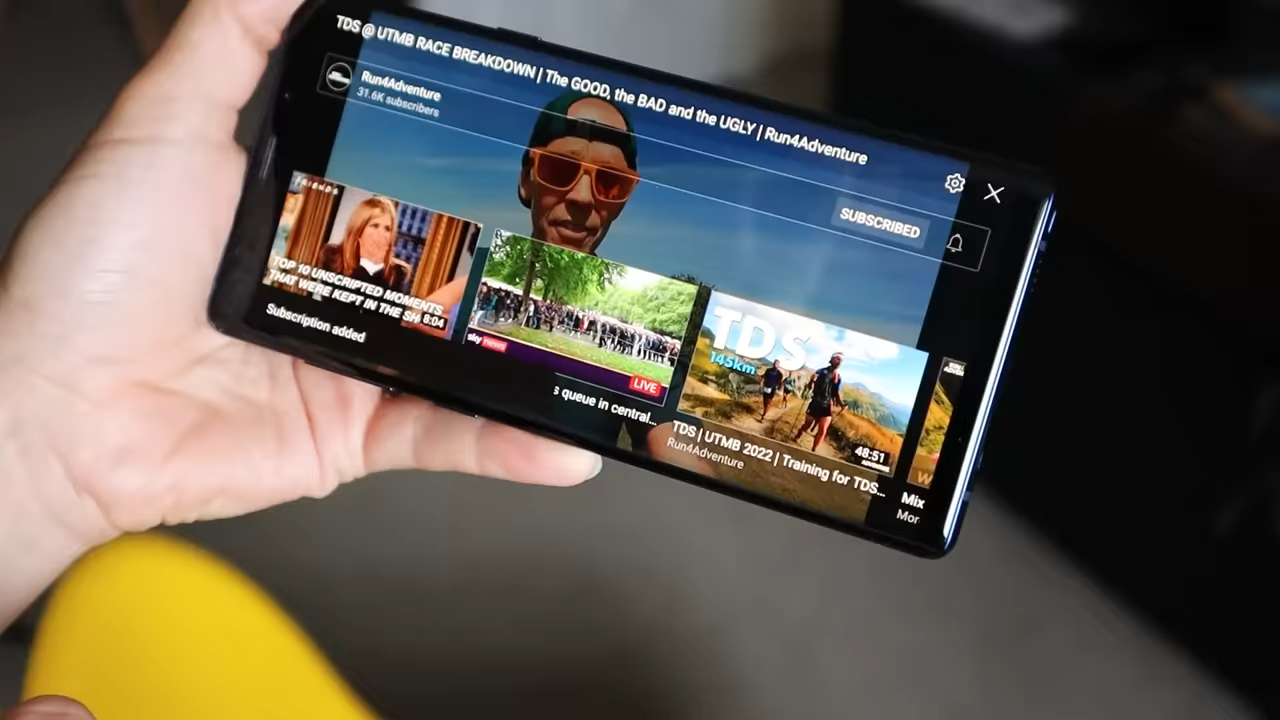 TDS @ UTMB RACE BREAKDOWN | The GOOD, the BAD and the UGLY | Run4Adventure
Run4Adventure
31.6K subscribers
SUBSCRIBED
FRIENDS
TOP 10 UNSCRIPTED MOMENTS
THAT WERE KEPT IN THE SH
8:04
Subscription added
sky news
LIVE
s queue in central...
TDS
145km
48:51
TDS | UTMB 2022 | Training for TDS...
Run4Adventure
Mix
Mor